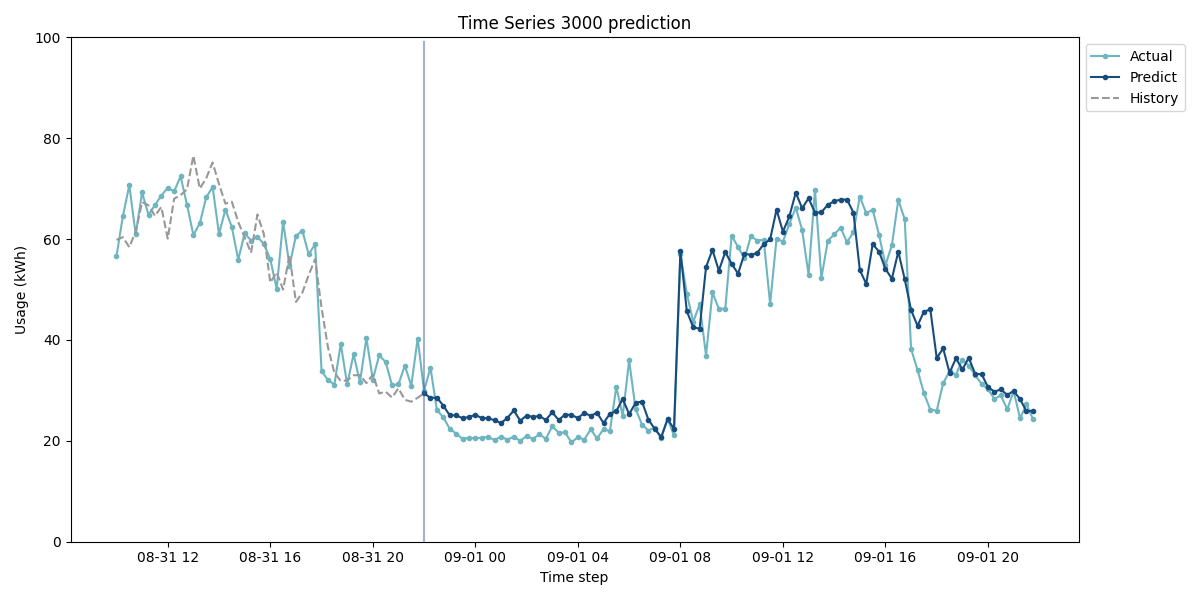 Time Series 3000 prediction
Usage (kWh)
100
80
60
40
20
0
08-31 12
08-31 16
08-31 20
09-01 00
09-01 04
09-01 08
09-01 12
09-01 16
09-01 20
Time step
Actual
Predict
History